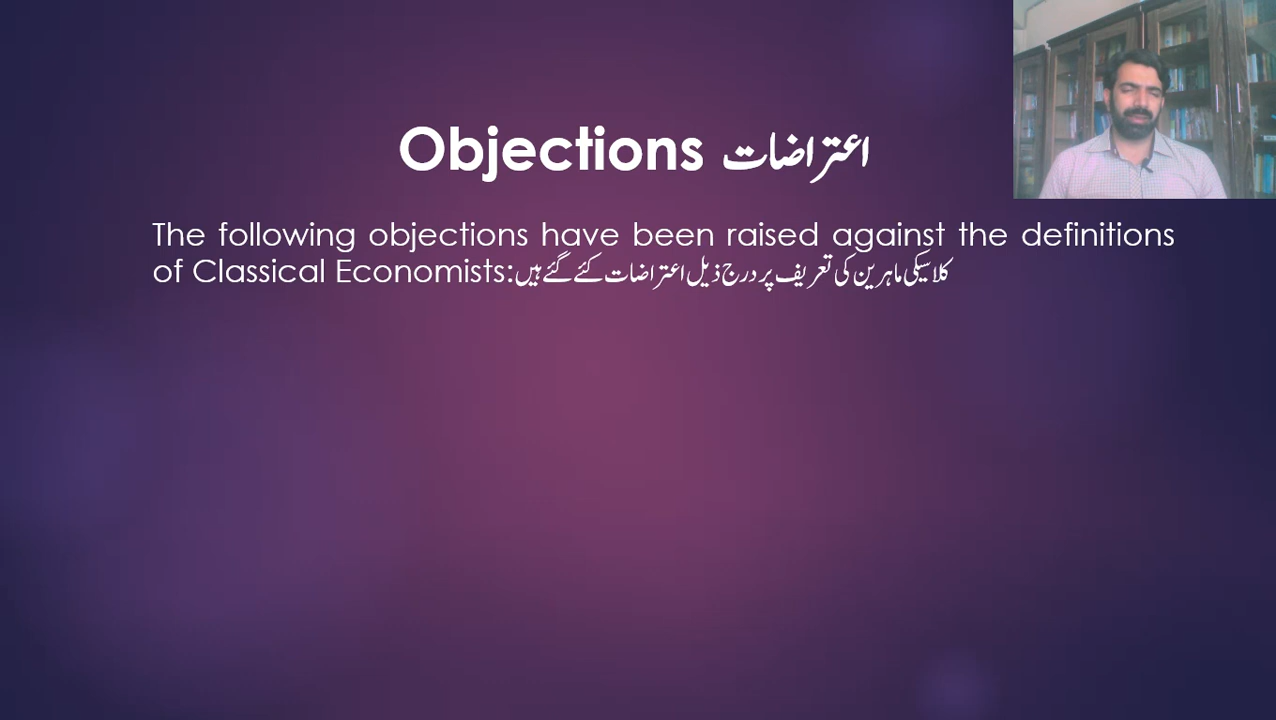 Objections اعتراضات
The following objections have been raised against the definitions
of Classical Economists:کلاسیکی ماہرین کی تعریف پر درج ذیل اعتراضات کئے گئے ہیں